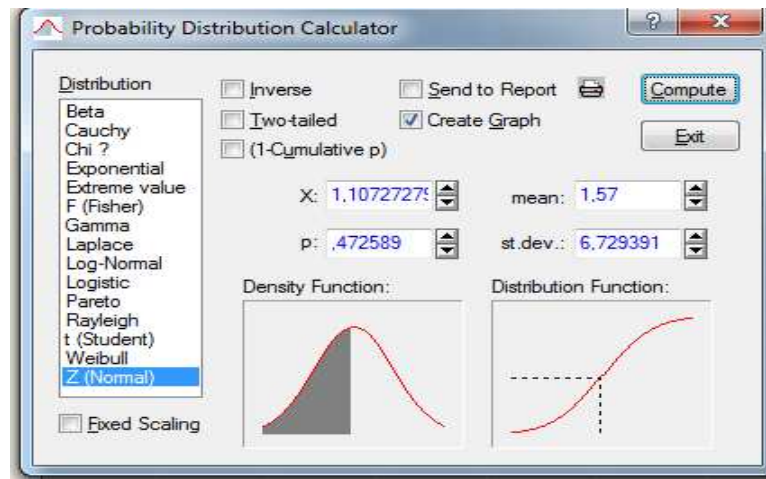 Probability Distribution Calculator
Distribution
Beta
Cauchy
Chi ?
Exponential
Extreme value
F (Fisher)
Gamma
Laplace
Log-Normal
Logistic
Pareto
Rayleigh
t (Student)
Weibull
Z (Normal)
Fixed Scaling
Inverse
Two-tailed
(1-Cumulative p)
Send to Report
Create Graph
Compute
Exit
X: 1,10727279
mean: 1,57
p: ,472589
st.dev.: 6,729391
Density Function:
Distribution Function: